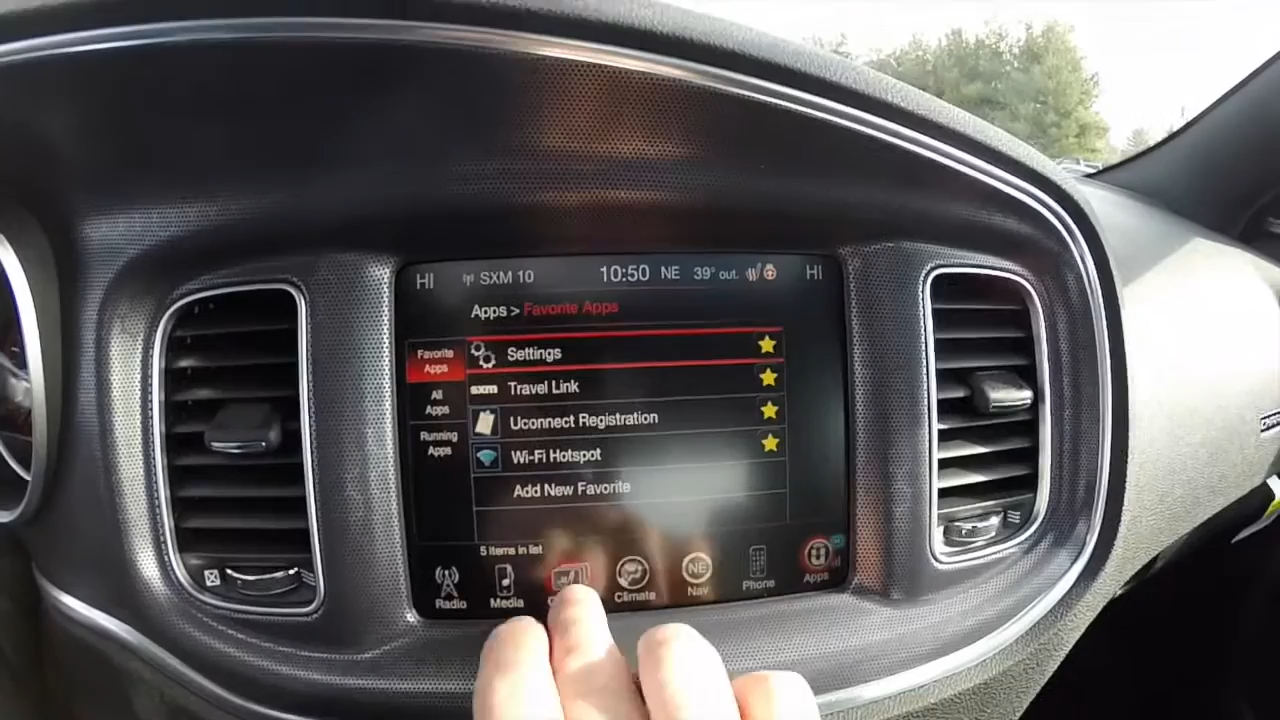 HI SXM 10 10:50 NE 39° out. HI
Apps > Favorite Apps
Favorite Apps
All Apps
Running Apps
Settings
sxm Travel Link
Uconnect Registration
Wi-Fi Hotspot
Add New Favorite
5 items in list
Radio Media Climate NE Nav Phone Apps